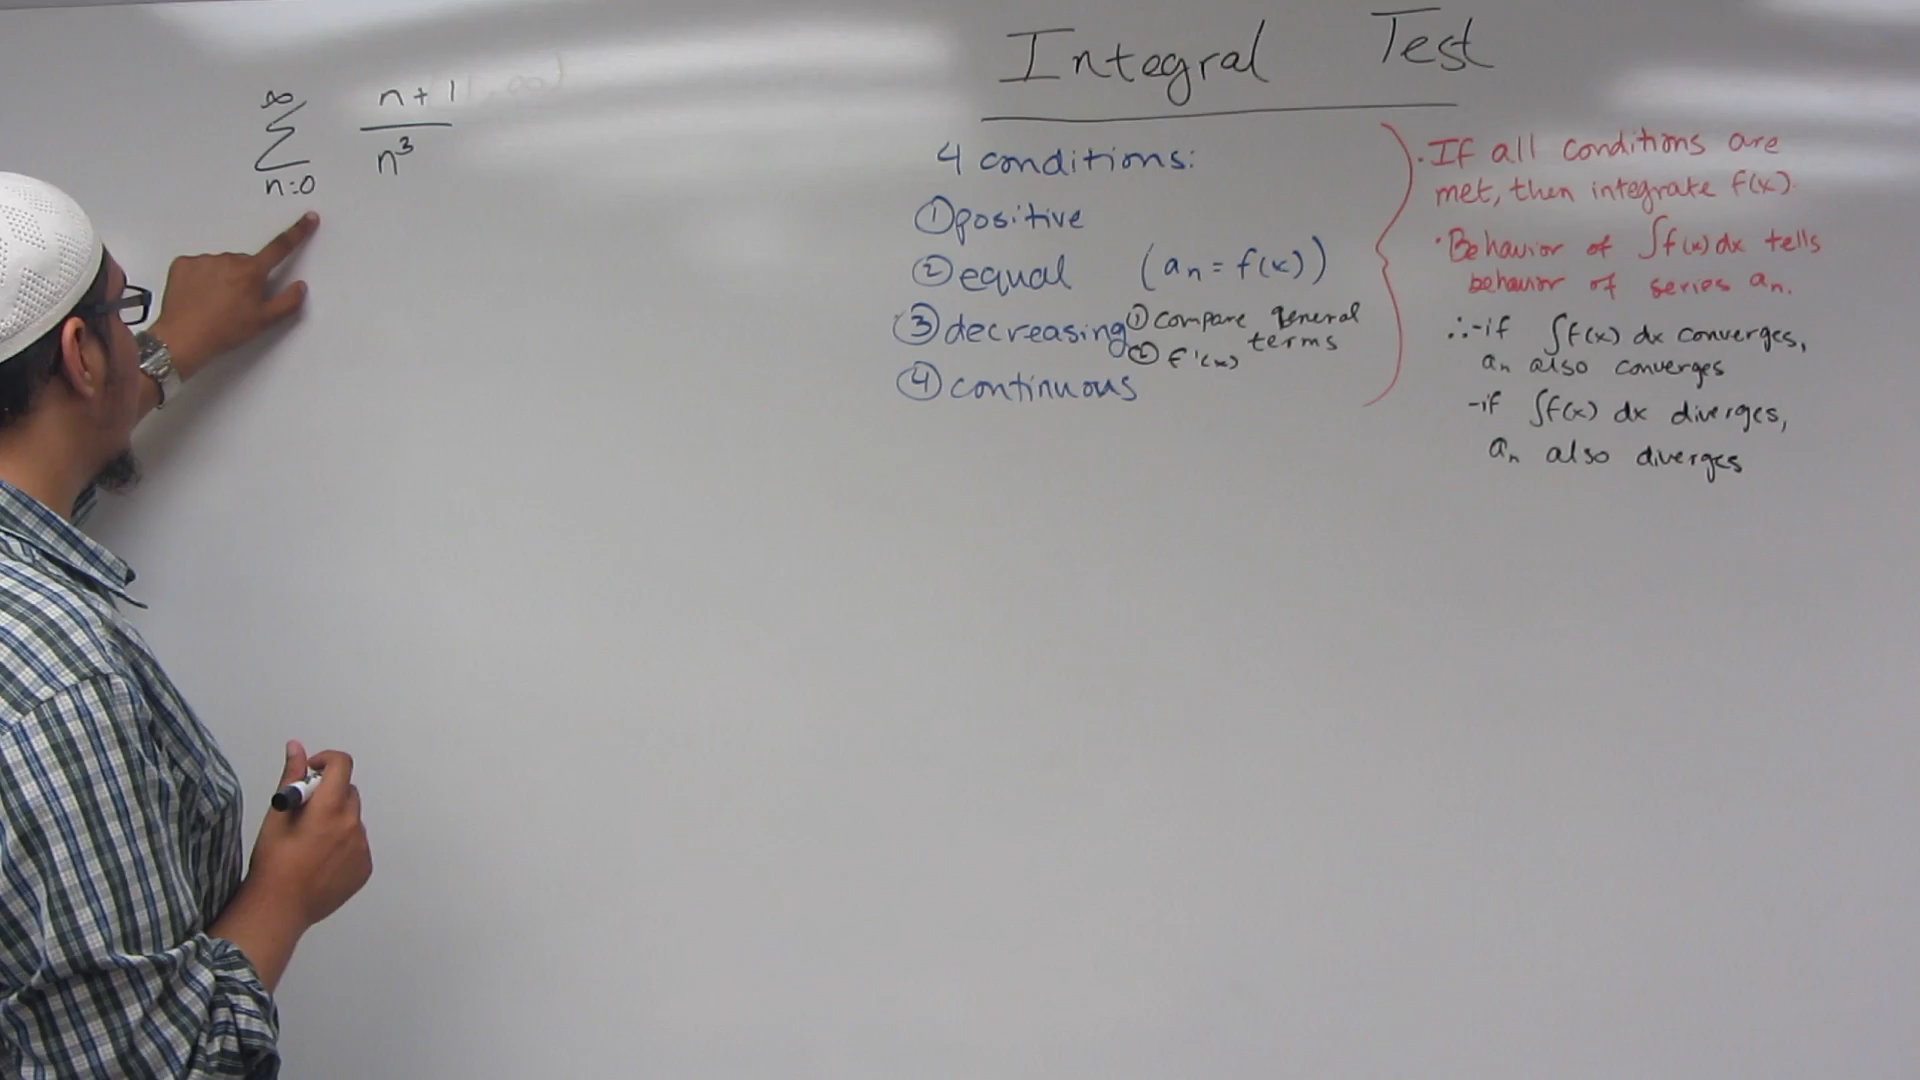 Integral Test
∞ n + 1
Σ
n=0 n³
4 conditions:
① positive
② equal (aₙ = f(x))
③ decreasing ① compare general terms
② f'(x)
④ continuous
· If all conditions are
met, then integrate f(x).
· Behavior of ∫f(x)dx tells
behavior of series aₙ.
∴ -if ∫f(x) dx converges,
aₙ also converges
-if ∫f(x) dx diverges,
aₙ also diverges